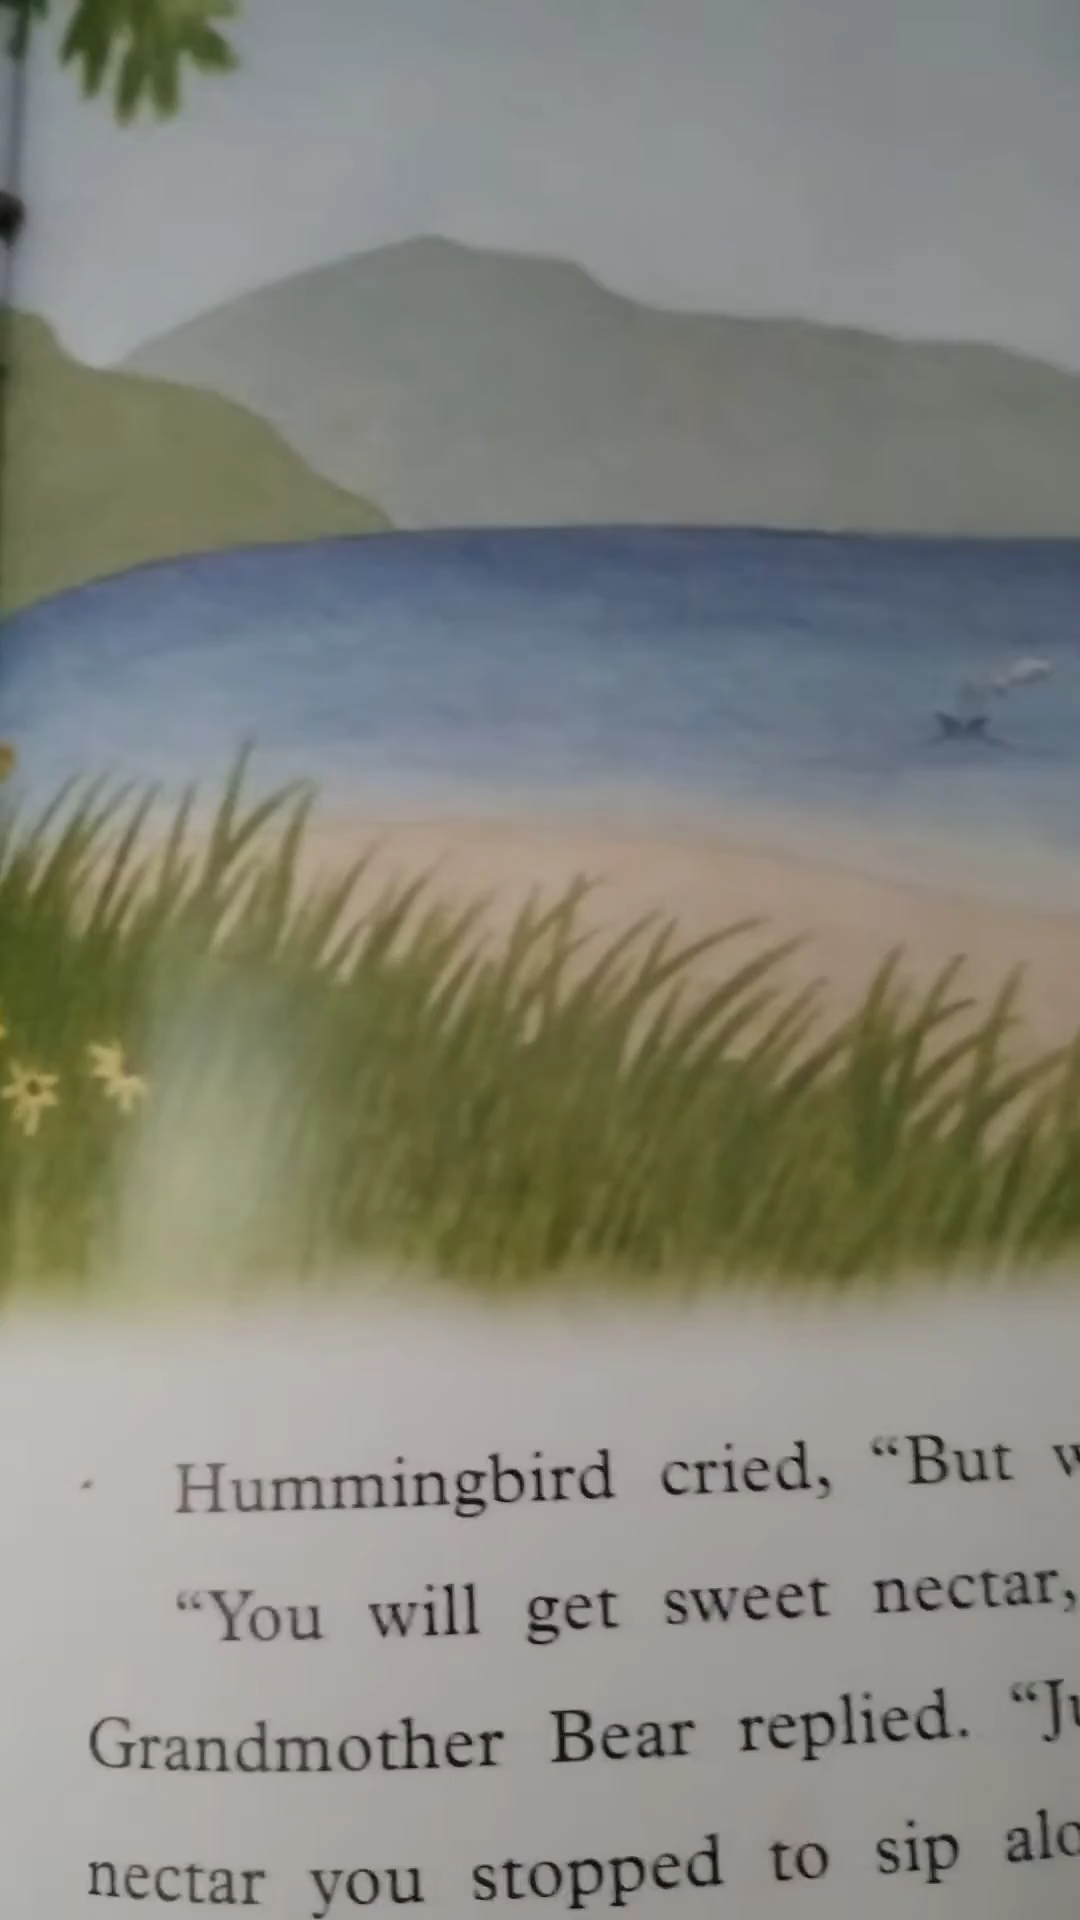 Hummingbird cried, “But
“You will get sweet nectar,
Grandmother Bear replied. “
nectar you stopped to sip